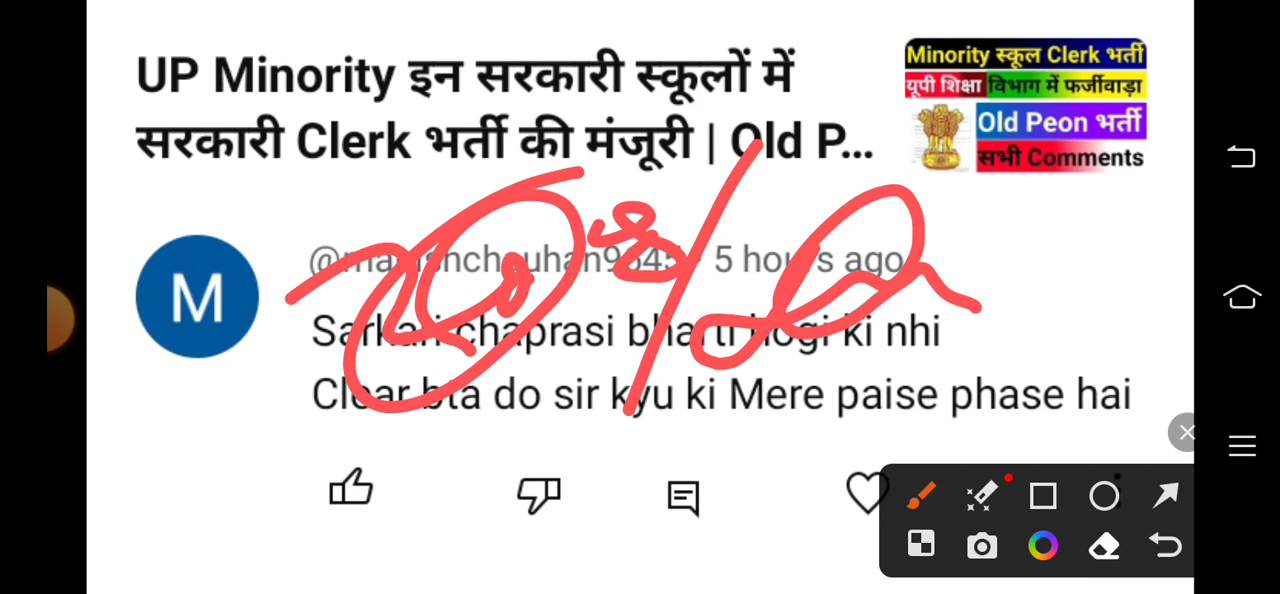 UP Minority इन सरकारी स्कूलों में
सरकारी Clerk भर्ती की मंजूरी | Old P...
Minority स्कूल Clerk भर्ती
यूपी शिक्षा विभाग में फर्जीवाड़ा
Old Peon भर्ती
सभी Comments
5 hours ago
Sarkari chaprasi bharti hogi ki nhi
Clear bta do sir kyu ki Mere paise phase hai
M